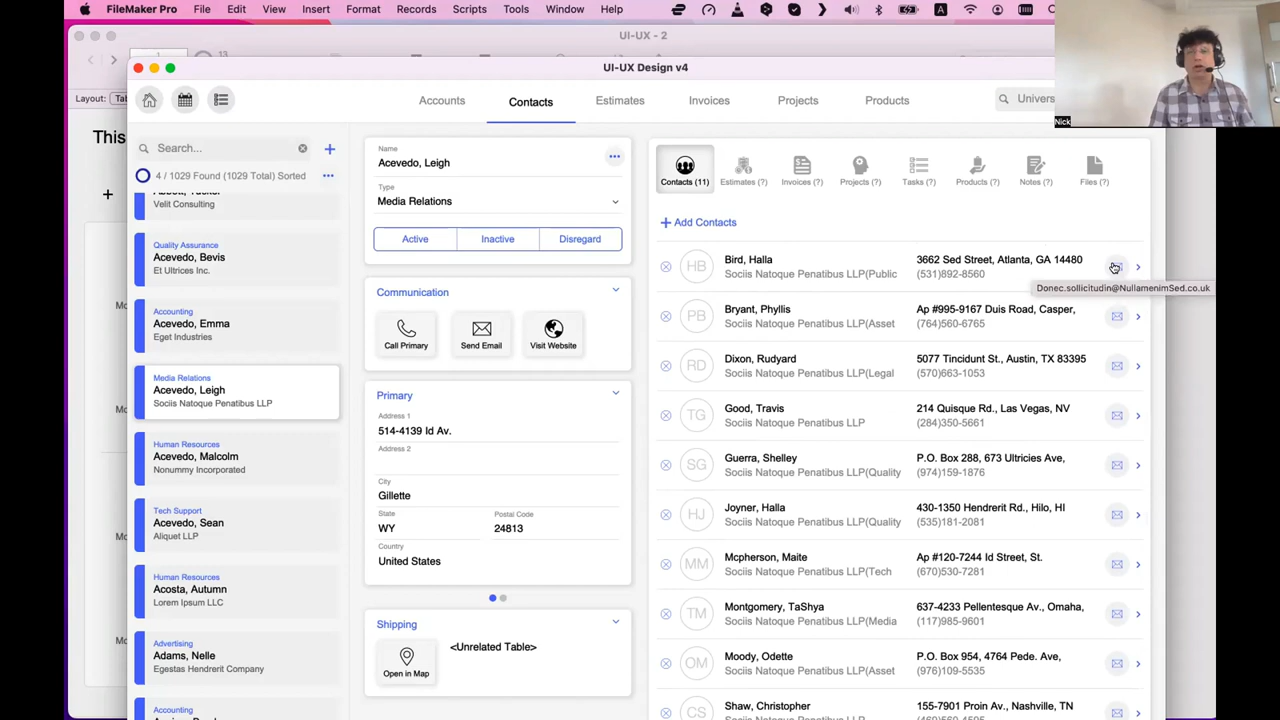 FileMaker Pro File Edit View Insert Format Records Scripts Tools Window Help
UI-UX - 2
13
1
Layout:
This
UI-UX Design v4
Accounts Contacts Estimates Invoices Projects Products
Nick
Search...
4 / 1029 Found (1029 Total) Sorted
Velit Consulting
Quality Assurance
Acevedo, Bevis
Et Ultrices Inc.
Accounting
Acevedo, Emma
Eget Industries
Media Relations
Acevedo, Leigh
Sociis Natoque Penatibus LLP
Human Resources
Acevedo, Malcolm
Nonummy Incorporated
Tech Support
Acevedo, Sean
Aliquet LLP
Human Resources
Acosta, Autumn
Lorem Ipsum LLC
Advertising
Adams, Nelle
Egestas Hendrerit Company
Accounting
Name
Acevedo, Leigh
Type
Media Relations
Active Inactive Disregard
Communication
Call Primary Send Email Visit Website
Primary
Address 1
514-4139 Id Av.
Address 2
City
Gillette
State Postal Code
WY 24813
Country
United States
Shipping
<Unrelated Table>
Open in Map
Contacts (11) Estimates (?) Invoices (?) Projects (?) Tasks (?) Products (?) Notes (?) Files (?)
+ Add Contacts
HB Bird, Halla 3662 Sed Street, Atlanta, GA 14480
Sociis Natoque Penatibus LLP(Public (531)892-8560
Donec.sollicitudin@NullamenimSed.co.uk
PB Bryant, Phyllis Ap #995-9167 Duis Road, Casper,
Sociis Natoque Penatibus LLP(Asset (764)560-6765
RD Dixon, Rudyard 5077 Tincidunt St., Austin, TX 83395
Sociis Natoque Penatibus LLP(Legal (570)663-1053
TG Good, Travis 214 Quisque Rd., Las Vegas, NV
Sociis Natoque Penatibus LLP (284)350-5661
SG Guerra, Shelley P.O. Box 288, 673 Ultricies Ave,
Sociis Natoque Penatibus LLP(Quality (974)159-1876
HJ Joyner, Halla 430-1350 Hendrerit Rd., Hilo, HI
Sociis Natoque Penatibus LLP(Quality (535)181-2081
MM Mcpherson, Maite Ap #120-7244 Id Street, St.
Sociis Natoque Penatibus LLP(Tech (670)530-7281
TM Montgomery, TaShya 637-4233 Pellentesque Av., Omaha,
Sociis Natoque Penatibus LLP(Media (117)985-9601
OM Moody, Odette P.O. Box 954, 4764 Pede. Ave,
Sociis Natoque Penatibus LLP(Asset (976)109-5535
CS Shaw, Christopher 155-7901 Proin Av., Nashville, TN